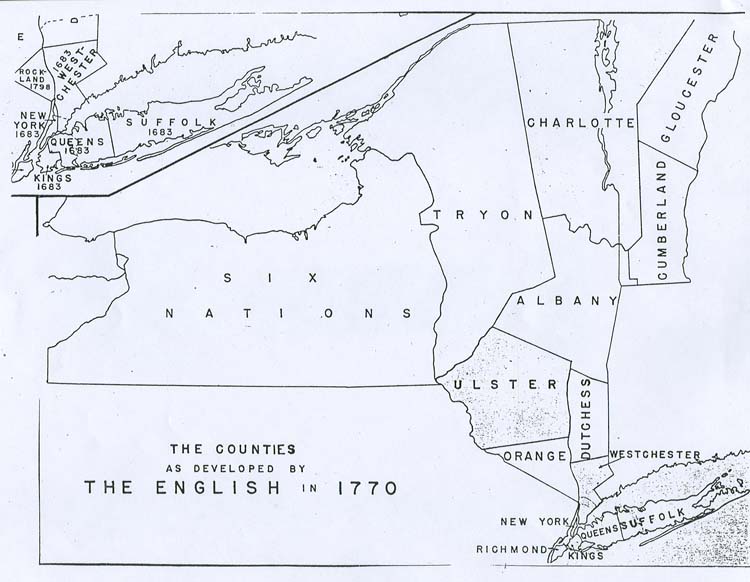 E
D
1683
WEST
CHESTER
ROCK-
LAND
1798
NEW
YORK
1683
SUFFOLK
1683
QUEENS
1683
KINGS
1683
CHARLOTTE
GLOUCESTER
CUMBERLAND
TRYON
SIX
NATIONS
ALBANY
ULSTER
DUTCHESS
ORANGE
WESTCHESTER
THE COUNTIES
AS DEVELOPED BY
THE ENGLISH IN 1770
NEW YORK
QUEENS
SUFFOLK
RICHMOND
KINGS